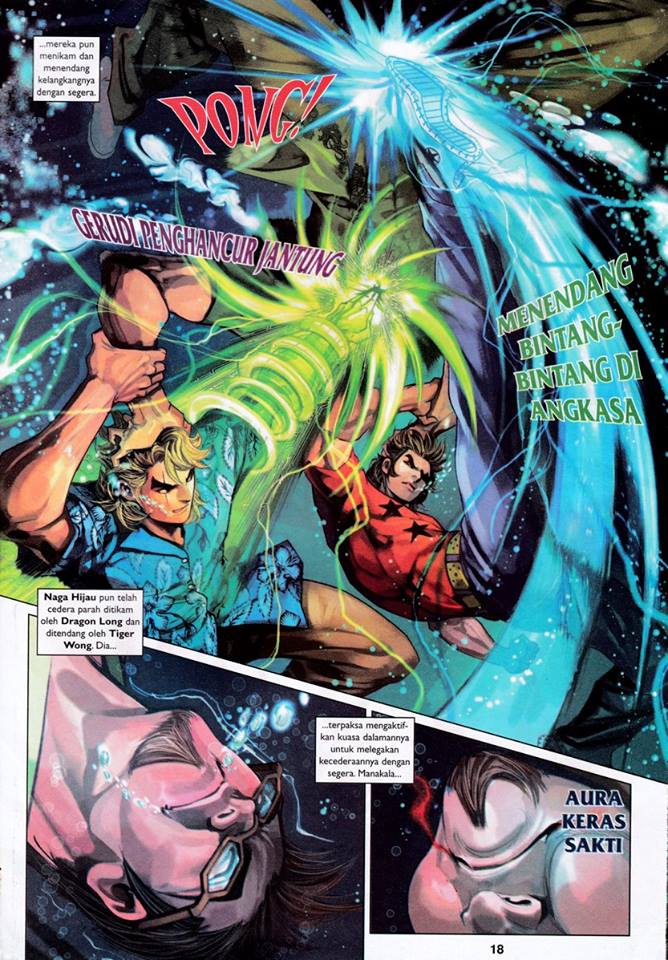 ...mereka pun
menikam dan
menendang
kelangkangnya
dengan segera.
PONG!
GERUDI PENGHANCUR JANTUNG
MENENDANG
BINTANG-
BINTANG DI
ANGKASA
Naga Hijau pun telah
cedera parah ditikam
oleh Dragon Long dan
ditendang oleh Tiger
Wong. Dia...
...terpaksa mengaktif-
kan kuasa dalamannya
untuk melegakan
kecederaannya dengan
segera. Manakala...
AURA
KERAS
SAKTI
18